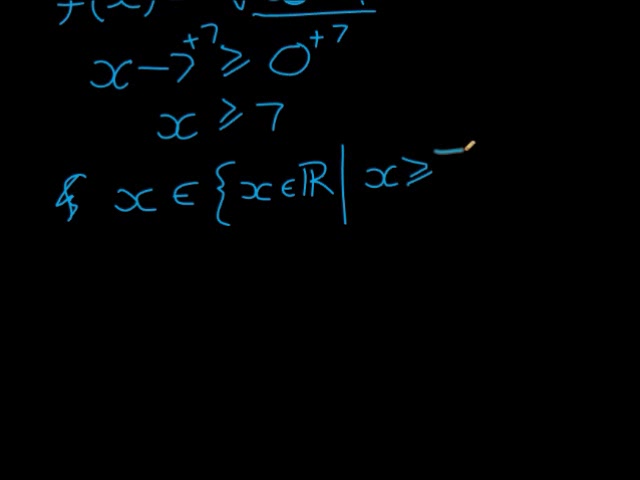 f(x)
x - 7 +7 ≥ 0 +7
x ≥ 7
x ∈ {x ∈ ℝ | x ≥